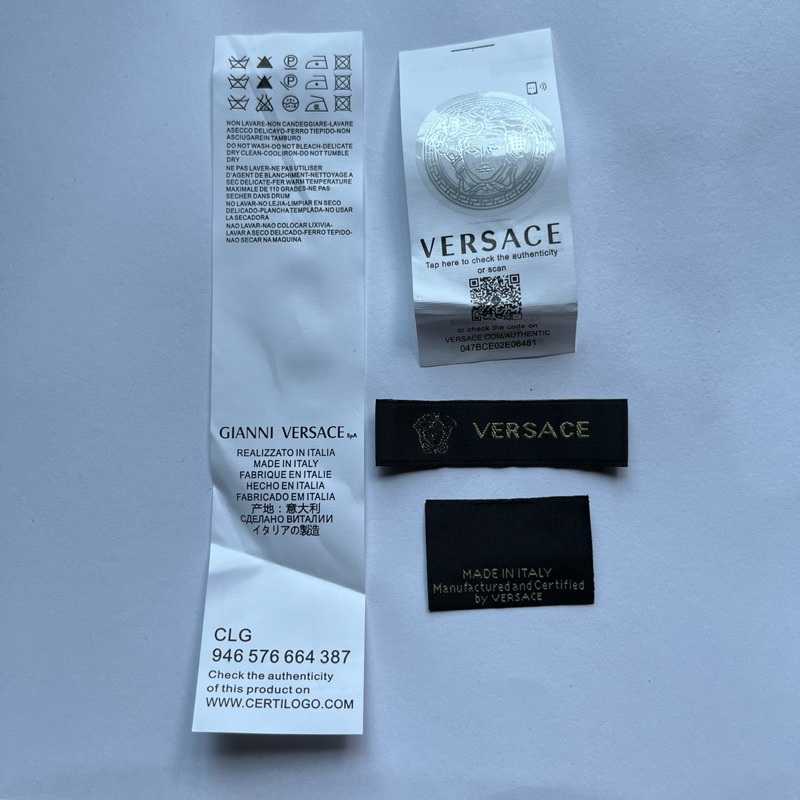 NON LAVARE-NON CANDEGGIARE-LAVARE
ASECCO DELICAYO-FERRO TIEPIDO-NON
ASCIUGAREIN TAMBURO
DO NOT WASH-DO NOT BLEACH-DELICATE
DRY CLEAN-COOL IRON-DO NOT TUMBLE
DRY
NE PAS LAVER-NE PAS UTILISER
D'AGENT DE BLANCHIMENT-NETTOYAGE A
SEC DELICATE-FER WARM TEMPERATURE
MAXIMALE DE 110 GRADES-NE PAS
SECHER DANS DRUM
NO LAVAR-NO LEJIA-LIMPIAR EN SECO
DELICADO-PLANCHA TEMPLADA-NO USAR
LA SECADORA
NAO LAVAR-NAO COLOCAR LIXIVIA-
LAVAR A SECO DELICADO-FERRO TEPIDO-
NAO SECAR NA MAQUINA
GIANNI VERSACE SpA
REALIZZATO IN ITALIA
MADE IN ITALY
FABRIQUE EN ITALIE
HECHO EN ITALIA
FABRICADO EM ITALIA
产地：意大利
СДЕЛАНО ВИТАЛИИ
イタリアの製造
CLG
946 576 664 387
Check the authenticity
of this product on
WWW.CERTILOGO.COM
VERSACE
Tap here to check the authenticity
or scan
or check the code on
VERSACE.COM/AUTHENTIC
047BCE02E06481
VERSACE
MADE IN ITALY
Manufactured and Certified
by VERSACE